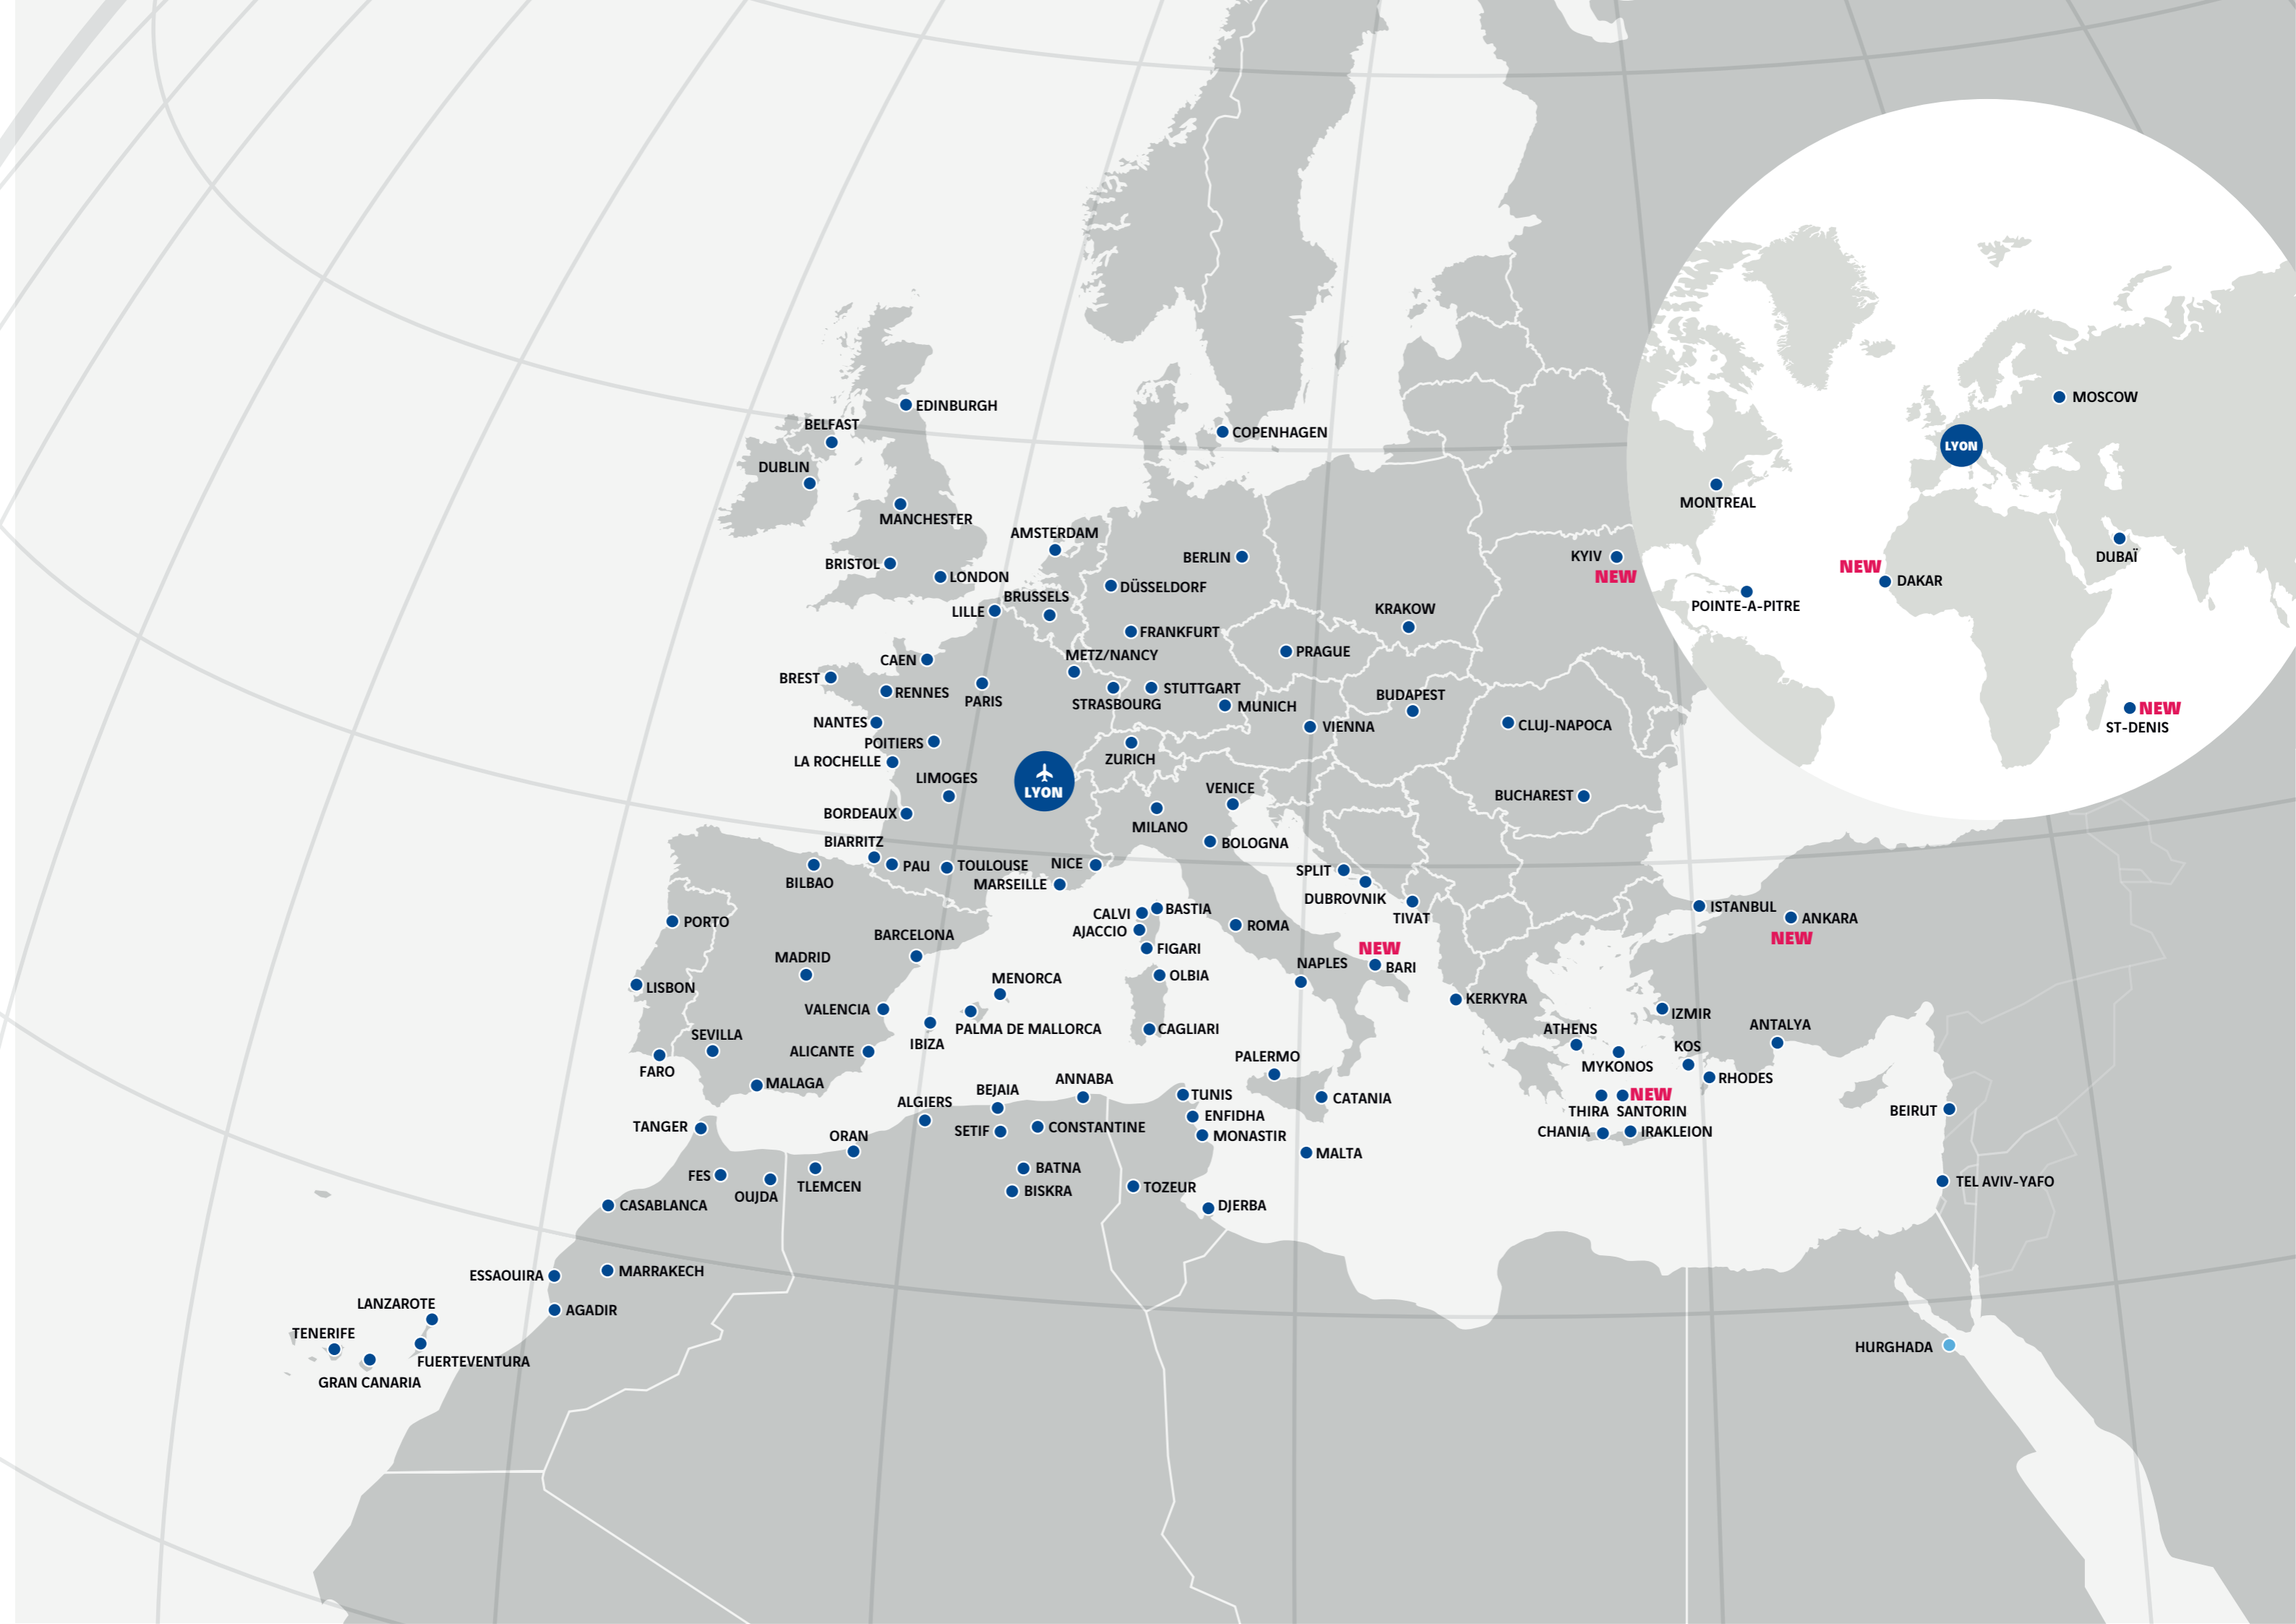 EDINBURGH
BELFAST
COPENHAGEN
DUBLIN
MANCHESTER
AMSTERDAM
BERLIN
BRISTOL
LONDON
DÜSSELDORF
BRUSSELS
LILLE
KYIV
NEW
KRAKOW
FRANKFURT
PRAGUE
METZ/NANCY
CAEN
BREST
RENNES
PARIS
STUTTGART
STRASBOURG
MUNICH
BUDAPEST
NANTES
VIENNA
CLUJ-NAPOCA
POITIERS
LA ROCHELLE
ZURICH
LIMOGES
LYON
VENICE
BUCHAREST
BORDEAUX
MILANO
BIARRITZ
BOLOGNA
PAU
TOULOUSE
NICE
BILBAO
MARSEILLE
SPLIT
DUBROVNIK
TIVAT
ISTANBUL
ANKARA
NEW
PORTO
CALVI
BASTIA
AJACCIO
ROMA
BARCELONA
FIGARI
NEW
BARI
MADRID
NAPLES
MENORCA
OLBIA
LISBON
KERKYRA
VALENCIA
PALMA DE MALLORCA
CAGLIARI
IZMIR
ANTALYA
SEVILLA
IBIZA
ATHENS
ALICANTE
KOS
PALERMO
MYKONOS
FARO
MALAGA
RHODES
ANNABA
BEJAIA
TUNIS
CATANIA
NEW
ALGIERS
THIRA
SANTORIN
BEIRUT
ENFIDHA
TANGER
SETIF
CONSTANTINE
MONASTIR
CHANIA
IRAKLEION
ORAN
MALTA
FES
OUJDA
TLEMCEN
BATNA
BISKRA
TOZEUR
TEL AVIV-YAFO
CASABLANCA
DJERBA
ESSAOUIRA
MARRAKECH
LANZAROTE
AGADIR
TENERIFE
FUERTEVENTURA
GRAN CANARIA
HURGHADA
MOSCOW
LYON
MONTREAL
DUBAÏ
NEW
DAKAR
POINTE-A-PITRE
NEW
ST-DENIS